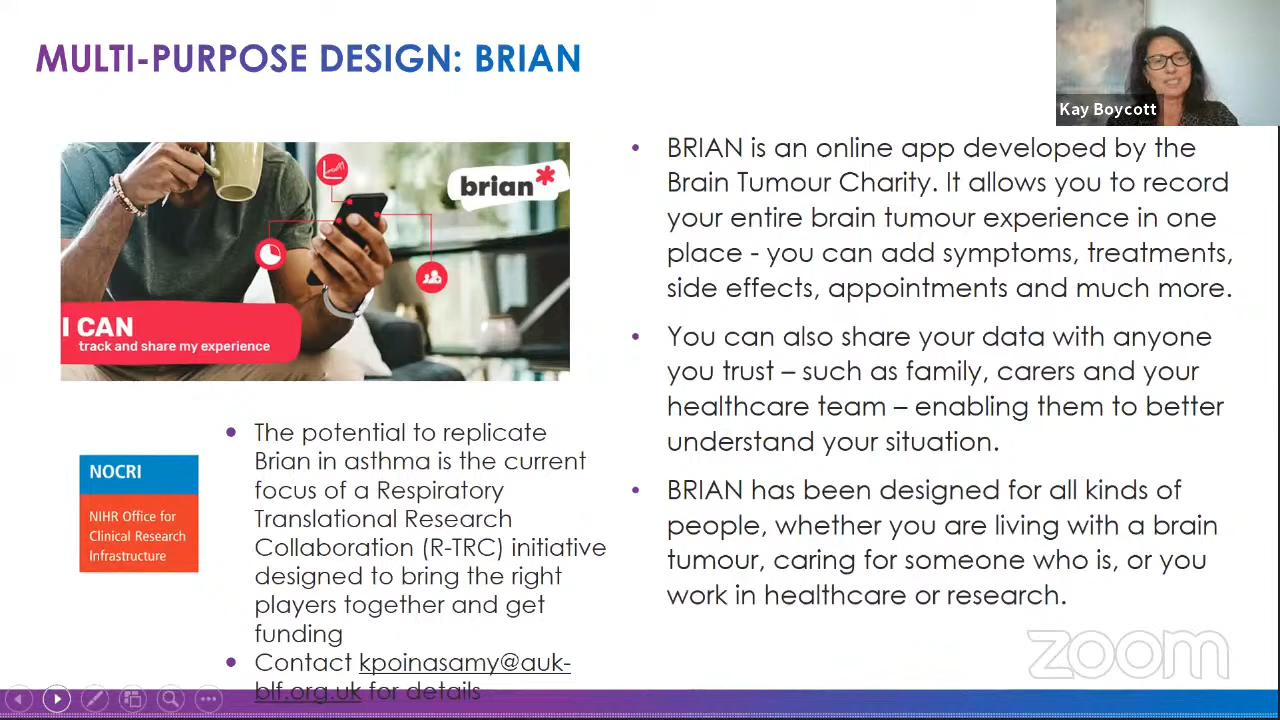 MULTI-PURPOSE DESIGN: BRIAN
Kay Boycott
brian*
I CAN
track and share my experience
NOCRI
NIHR Office for
Clinical Research
Infrastructure
• The potential to replicate
Brian in asthma is the current
focus of a Respiratory
Translational Research
Collaboration (R-TRC) initiative
designed to bring the right
players together and get
funding
• Contact kpoinasamy@auk-
blf.org.uk for details
• BRIAN is an online app developed by the
Brain Tumour Charity. It allows you to record
your entire brain tumour experience in one
place - you can add symptoms, treatments,
side effects, appointments and much more.
• You can also share your data with anyone
you trust – such as family, carers and your
healthcare team – enabling them to better
understand your situation.
• BRIAN has been designed for all kinds of
people, whether you are living with a brain
tumour, caring for someone who is, or you
work in healthcare or research.
zoom